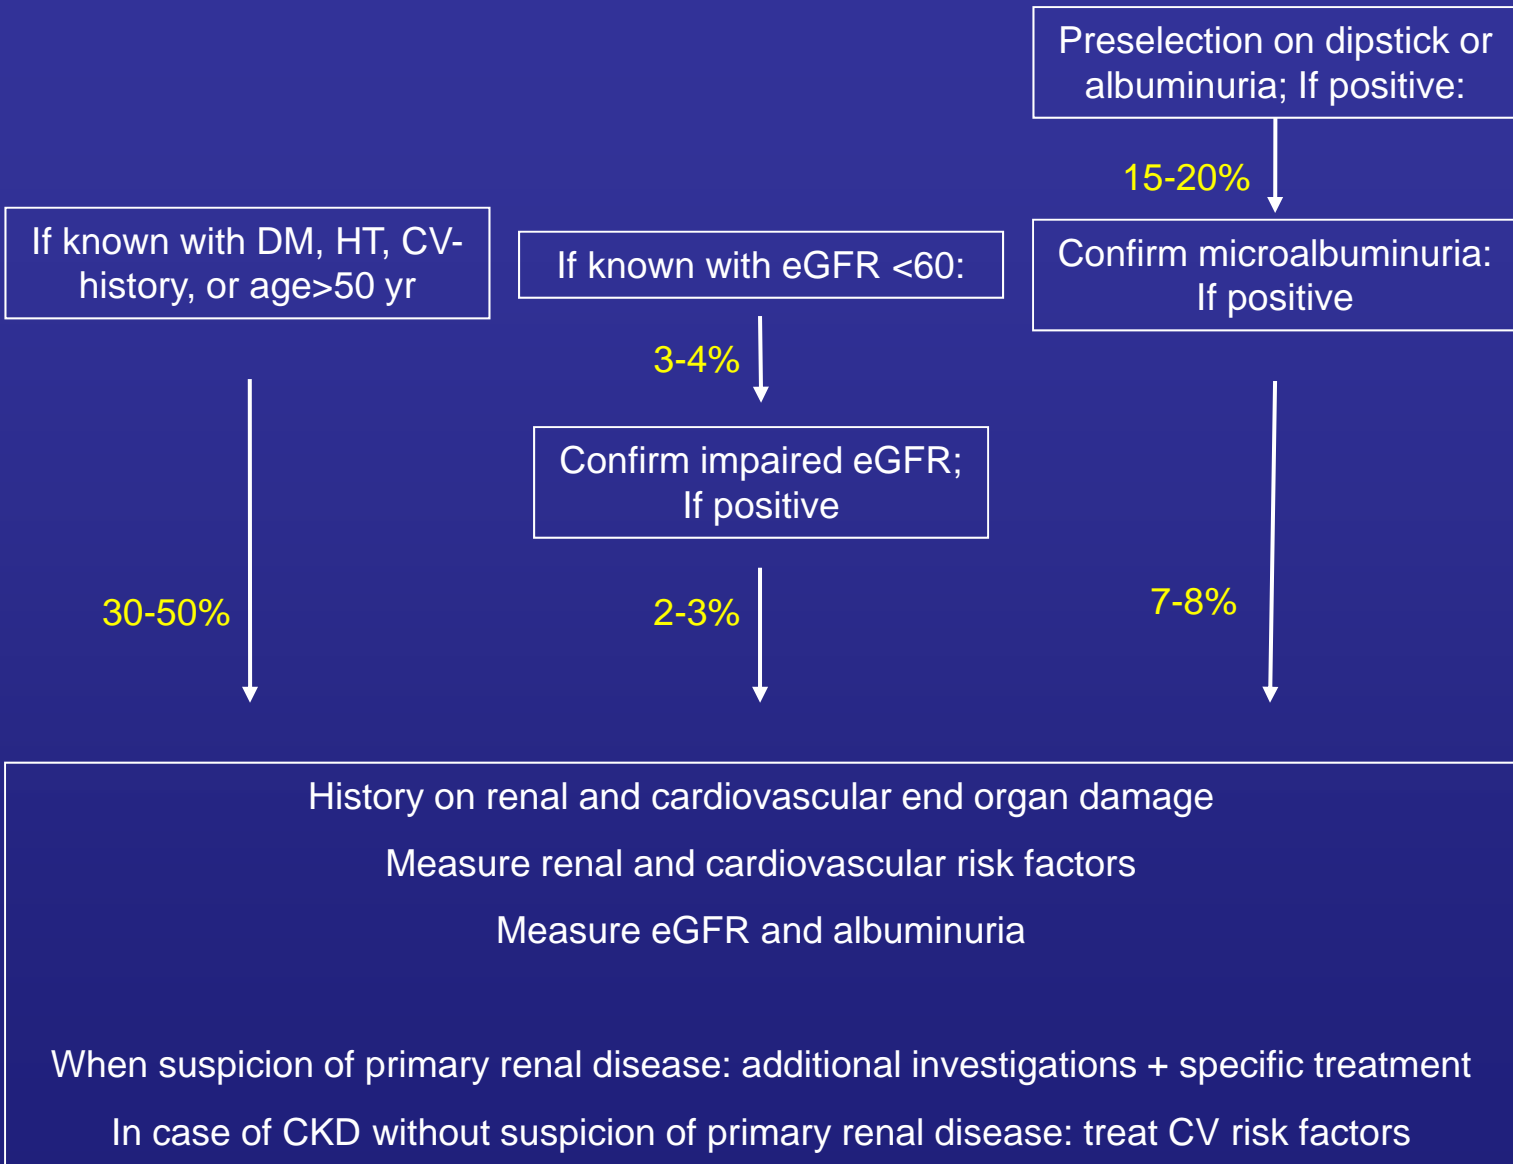 Preselection on dipstick or
albuminuria; If positive:
15-20%
If known with DM, HT, CV-
history, or age>50 yr
If known with eGFR <60:
Confirm microalbuminuria:
If positive
3-4%
Confirm impaired eGFR;
If positive
30-50%
2-3%
7-8%
History on renal and cardiovascular end organ damage
Measure renal and cardiovascular risk factors
Measure eGFR and albuminuria
When suspicion of primary renal disease: additional investigations + specific treatment
In case of CKD without suspicion of primary renal disease: treat CV risk factors